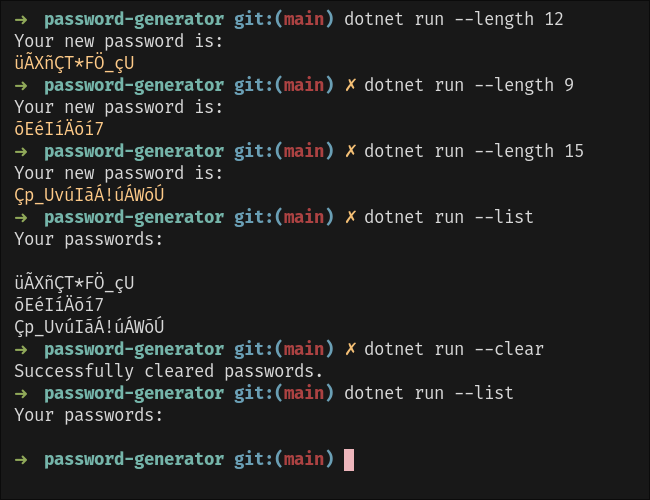 ➜  password-generator git:(main) dotnet run --length 12
Your new password is:
üÃXñÇT*FÖ_çU
➜  password-generator git:(main) ✗ dotnet run --length 9
Your new password is:
õEéIíÄõí7
➜  password-generator git:(main) ✗ dotnet run --length 15
Your new password is:
Çp_UvúIãÁ!úÁWõÚ
➜  password-generator git:(main) ✗ dotnet run --list
Your passwords:

üÃXñÇT*FÖ_çU
õEéIíÄõí7
Çp_UvúIãÁ!úÁWõÚ
➜  password-generator git:(main) ✗ dotnet run --clear
Successfully cleared passwords.
➜  password-generator git:(main) dotnet run --list
Your passwords:

➜  password-generator git:(main)